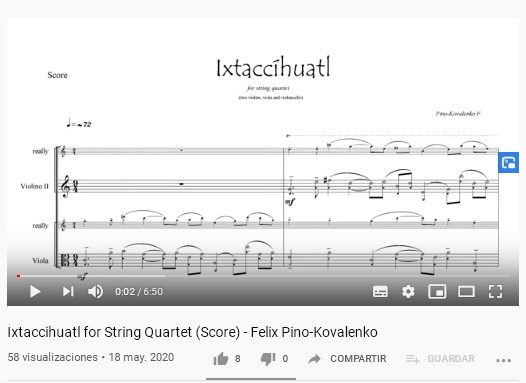 Ixtaccíhuatl
Score
for string quartet
(two violins, viola and violoncello)
Pino-Kovalenko F.
♩=~72
really
Violino II
mf
really
Viola
mf
0:02 / 6:50
Ixtaccihuatl for String Quartet (Score) - Felix Pino-Kovalenko
58 visualizaciones • 18 may. 2020
8
0
COMPARTIR
GUARDAR